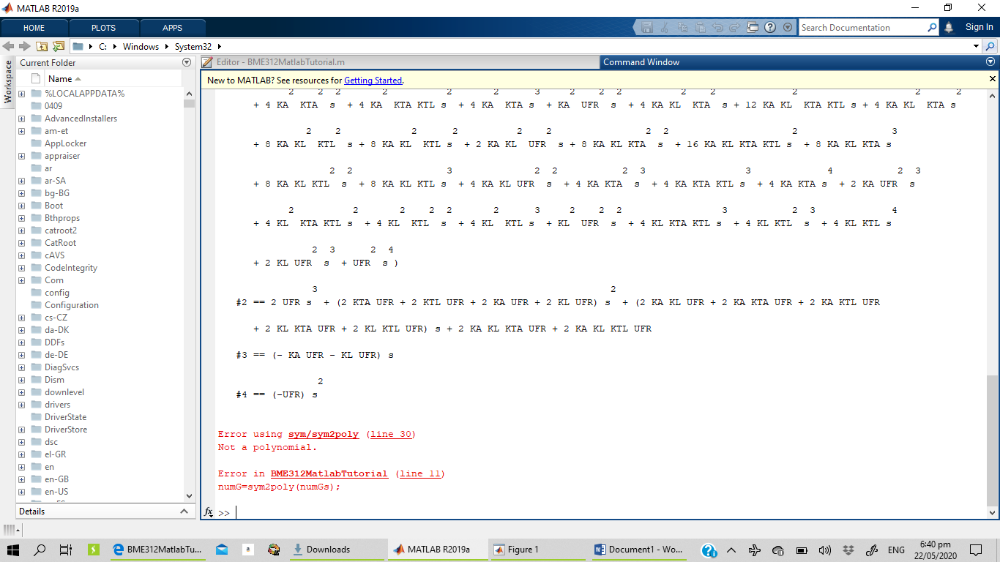 MATLAB R2019a
HOME PLOTS APPS Search Documentation Sign In
C: Windows System32
Workspace
Current Folder
Name
%LOCALAPPDATA%
0409
AdvancedInstallers
am-et
AppLocker
appraiser
ar
ar-SA
bg-BG
Boot
Bthprops
catroot2
CatRoot
cAVS
CodeIntegrity
Com
config
Configuration
cs-CZ
da-DK
DDFs
de-DE
DiagSvcs
Dism
downlevel
drivers
DriverState
DriverStore
dsc
el-GR
en
en-GB
en-US
Details
Editor - BME312MatlabTutorial.m Command Window
New to MATLAB? See resources for Getting Started.
2 2 2 2 2 2 3 2 2 2 2 2 2 2 2
+ 4 KA KTA s + 4 KA KTA KTL s + 4 KA KTA s + KA UFR s + 4 KA KL KTA s + 12 KA KL KTA KTL s + 4 KA KL KTA s
2 2 2 2 2 2 2 2 2 3
+ 8 KA KL KTL s + 8 KA KL KTL s + 2 KA KL UFR s + 8 KA KL KTA s + 16 KA KL KTA KTL s + 8 KA KL KTA s
2 2 3 2 2 2 3 3 4 2 3
+ 8 KA KL KTL s + 8 KA KL KTL s + 4 KA KL UFR s + 4 KA KTA s + 4 KA KTA KTL s + 4 KA KTA s + 2 KA UFR s
2 2 2 2 2 2 3 2 2 2 3 2 3 4
+ 4 KL KTA KTL s + 4 KL KTL s + 4 KL KTL s + KL UFR s + 4 KL KTA KTL s + 4 KL KTL s + 4 KL KTL s
2 3 2 4
+ 2 KL UFR s + UFR s )
3 2
#2 == 2 UFR s + (2 KTA UFR + 2 KTL UFR + 2 KA UFR + 2 KL UFR) s + (2 KA KL UFR + 2 KA KTA UFR + 2 KA KTL UFR
+ 2 KL KTA UFR + 2 KL KTL UFR) s + 2 KA KL KTA UFR + 2 KA KL KTL UFR
#3 == (- KA UFR - KL UFR) s
2
#4 == (-UFR) s
Error using sym/sym2poly (line 30)
Not a polynomial.
Error in BME312MatlabTutorial (line 11)
numG=sym2poly(numGs);
fx >>
BME312MatlabTu... a Downloads MATLAB R2019a Figure 1 Document1 - Wo... ENG 6:40 pm
22/05/2020